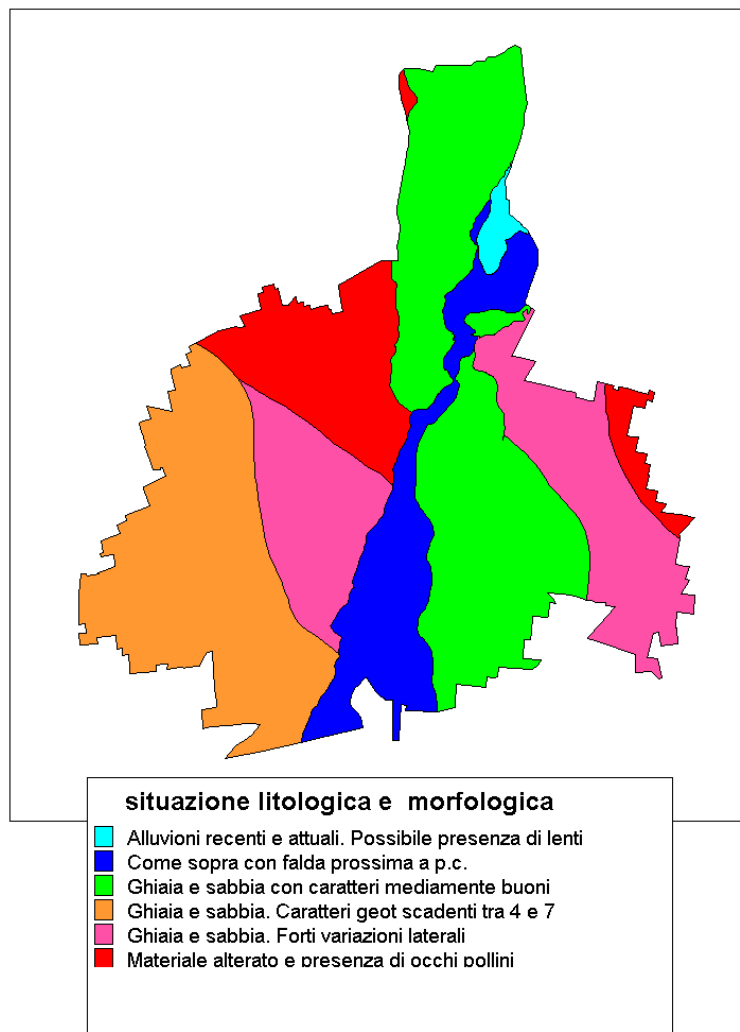 situazione litologica e morfologica
Alluvioni recenti e attuali. Possibile presenza di lenti
Come sopra con falda prossima a p.c.
Ghiaia e sabbia con caratteri mediamente buoni
Ghiaia e sabbia. Caratteri geot scadenti tra 4 e 7
Ghiaia e sabbia. Forti variazioni laterali
Materiale alterato e presenza di occhi pollini